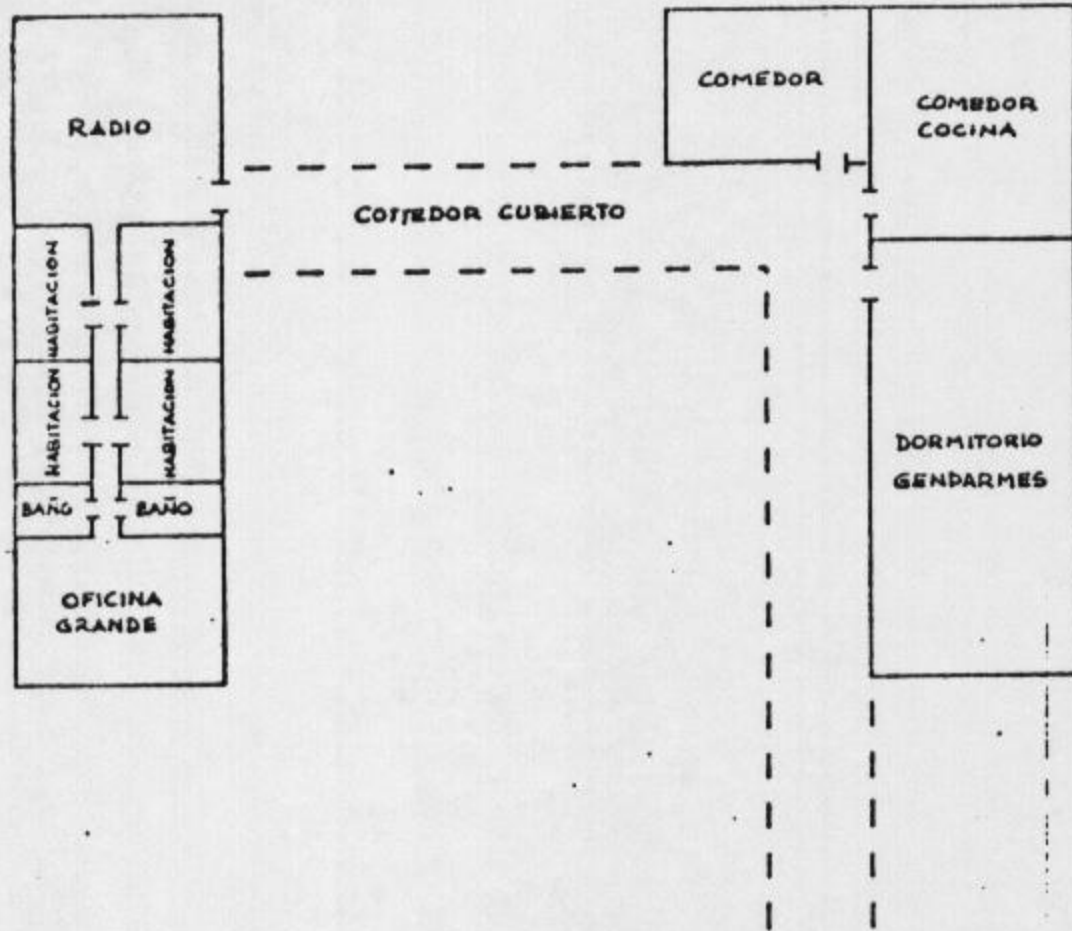 RADIO
COMEDOR
COMEDOR
COCINA
CORREDOR CUBIERTO
HABITACION
HABITACION
HABITACION
HABITACION
BAÑO
BAÑO
OFICINA
GRANDE
DORMITORIO
GENDARMES